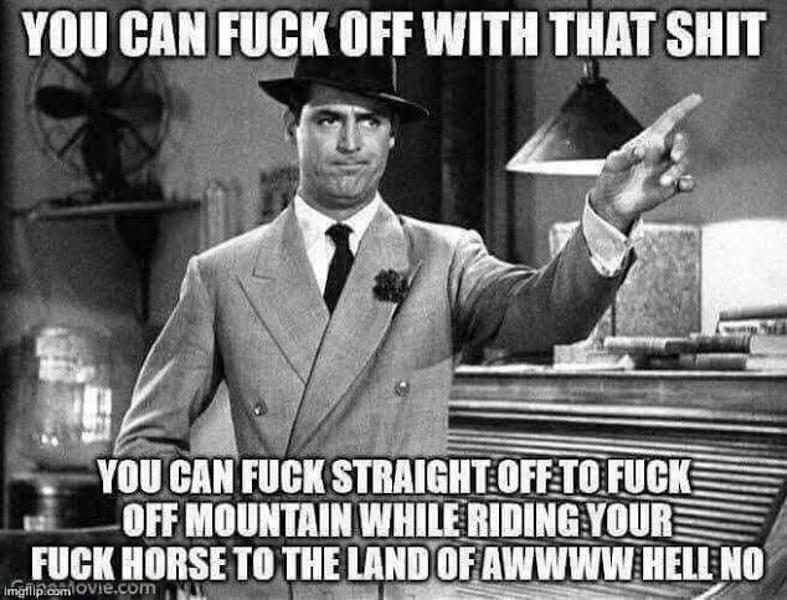 YOU CAN FUCK OFF WITH THAT SHIT
YOU CAN FUCK STRAIGHT OFF TO FUCK
OFF MOUNTAIN WHILE RIDING YOUR
FUCK HORSE TO THE LAND OF AWWWW HELL NO
imgflip.com